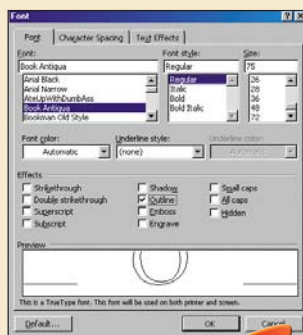 Font
Font Character Spacing Text Effects
Font: Font style: Size:
Book Antiqua Regular 75
Arial Black Regular 26
Arial Narrow Italic 28
AteUpWithDumbAss Bold 36
Book Antiqua Bold Italic 48
Bookman Old Style 72
Font color: Underline style: Underline color:
Automatic (none) Automatic
Effects
Strikethrough Shadow Small caps
Double strikethrough Outline All caps
Superscript Emboss Hidden
Subscript Engrave
Preview
This is a TrueType font. This font will be used on both printer and screen.
Default... OK Cancel